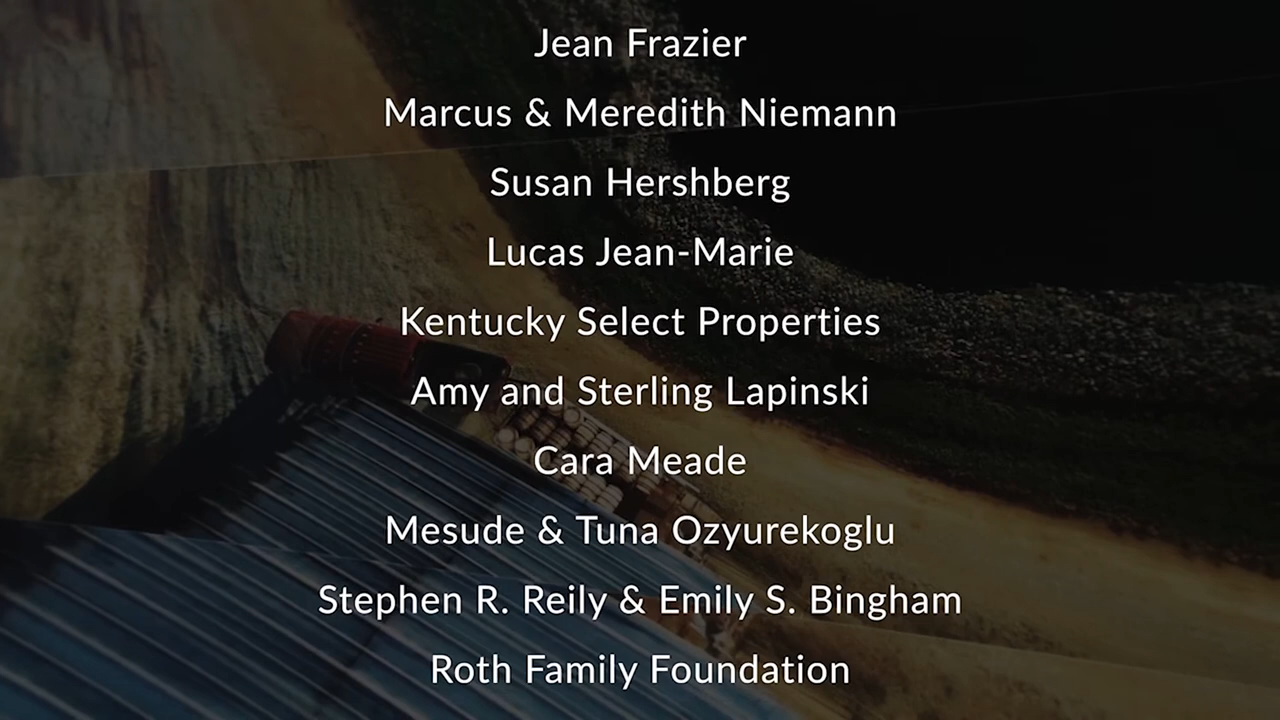 Jean Frazier
Marcus & Meredith Niemann
Susan Hershberg
Lucas Jean-Marie
Kentucky Select Properties
Amy and Sterling Lapinski
Cara Meade
Mesude & Tuna Ozyurekoglu
Stephen R. Reily & Emily S. Bingham
Roth Family Foundation